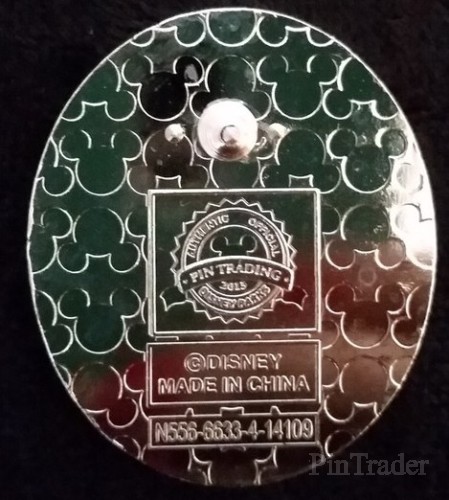 AUTHENTIC OFFICIAL
PIN TRADING
2015
DISNEY PARKS
©DISNEY
MADE IN CHINA
N556-6633-4-14109
PinTrader